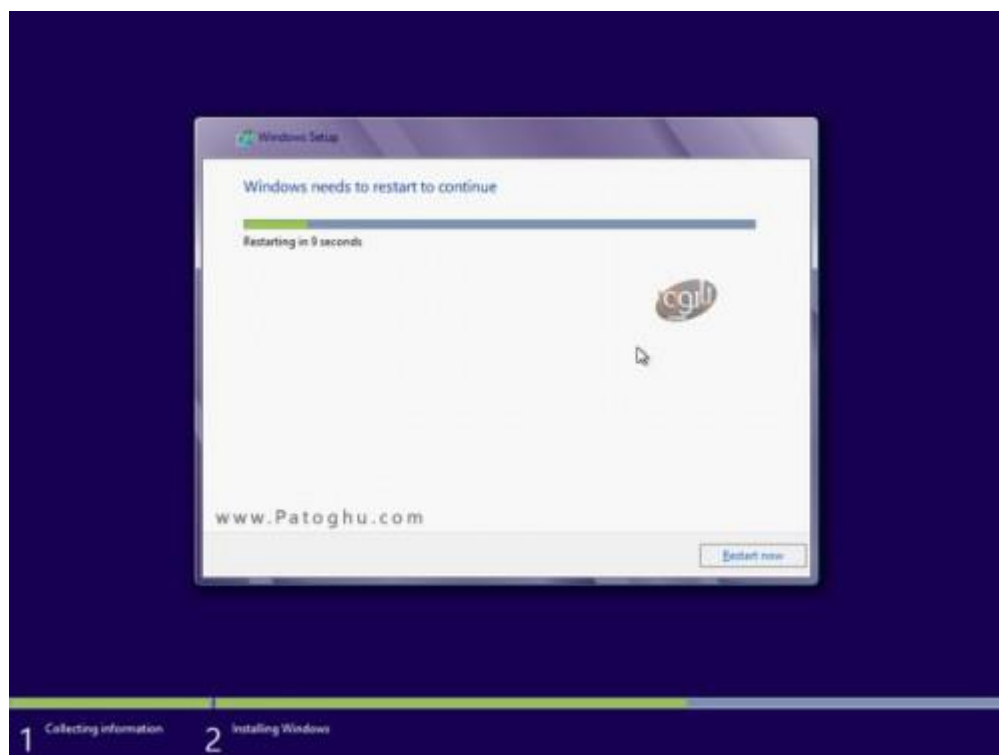 Windows Setup
Windows needs to restart to continue
Restarting in 9 seconds
www.Patoghu.com
Restart now
1 Collecting information
2 Installing Windows